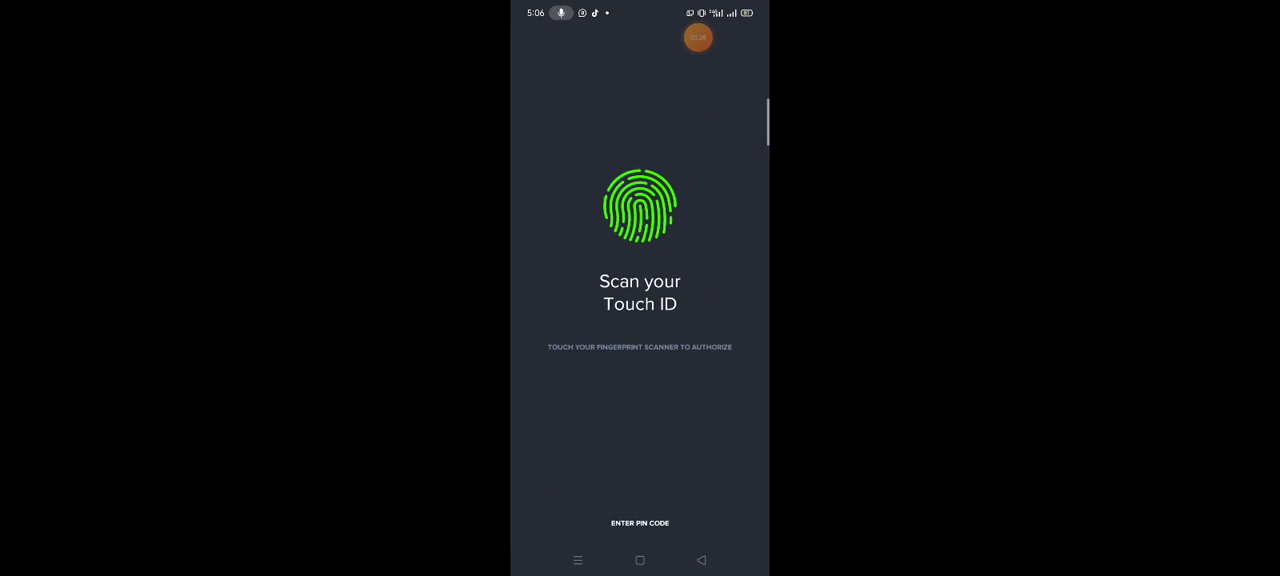 5:06
Scan your
Touch ID
TOUCH YOUR FINGERPRINT SCANNER TO AUTHORIZE
ENTER PIN CODE